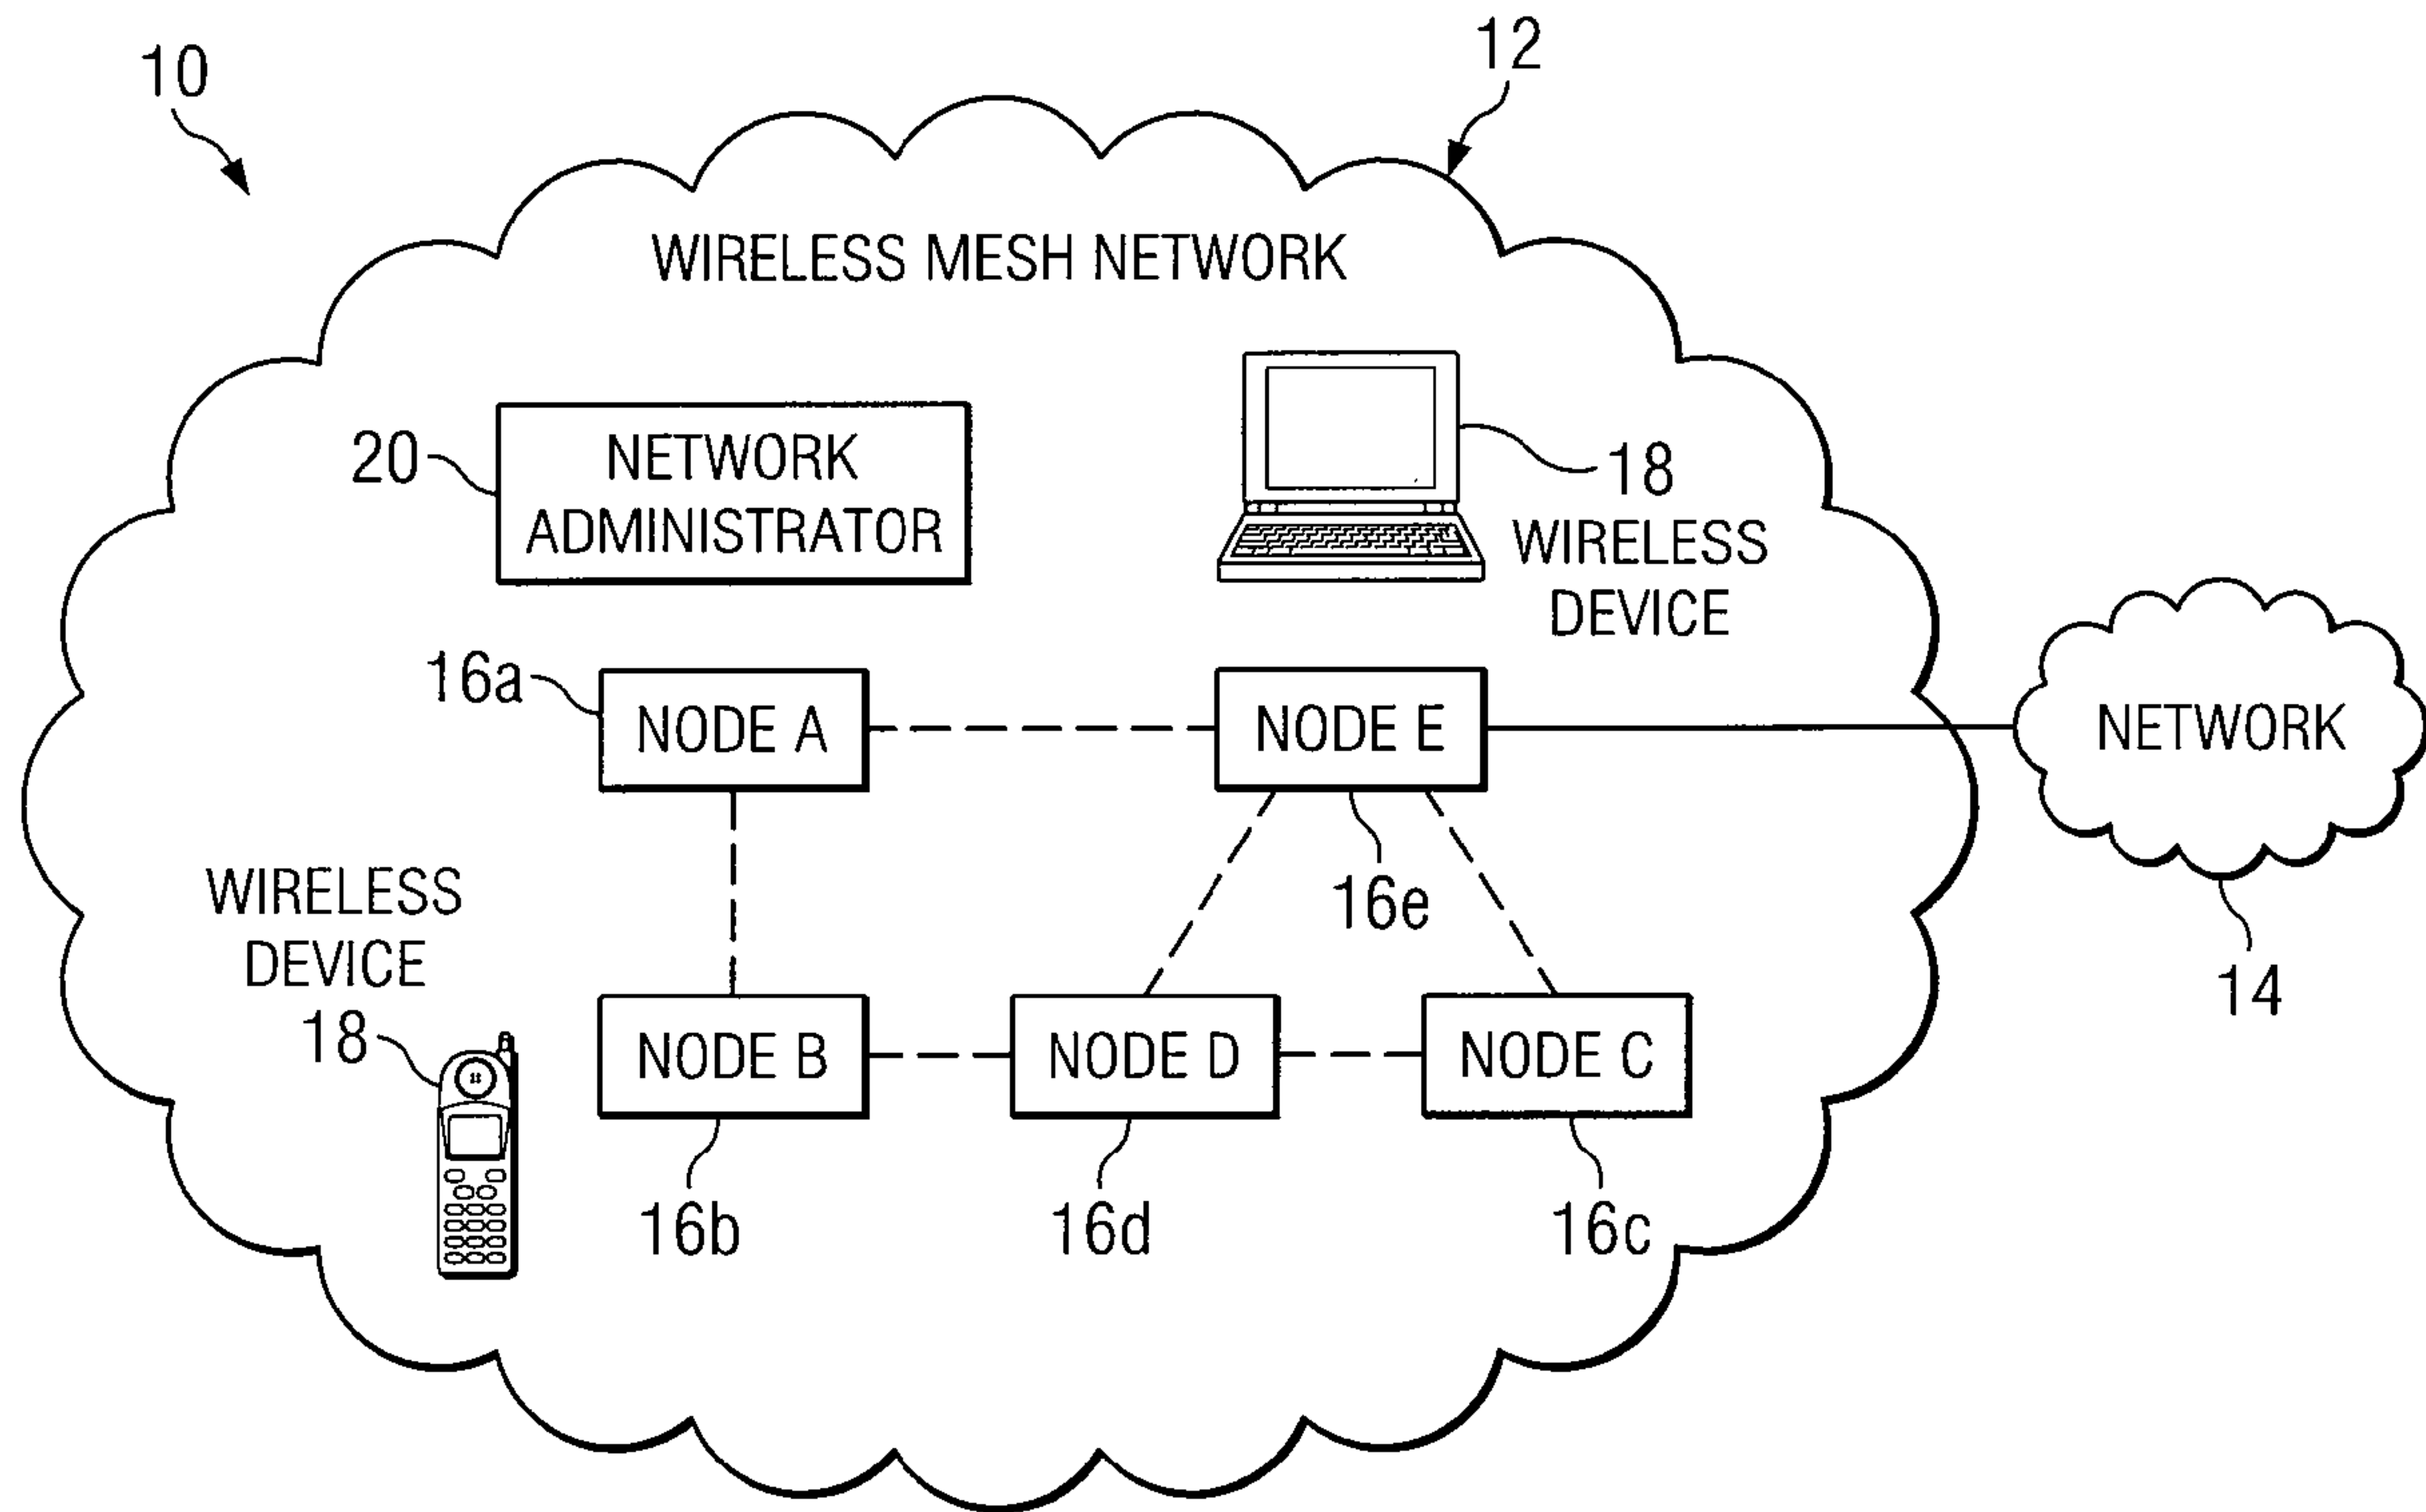 10
12
WIRELESS MESH NETWORK
20
NETWORK
ADMINISTRATOR
18
WIRELESS
DEVICE
16a
NODE A
NODE E
NETWORK
16e
14
WIRELESS
DEVICE
18
NODE B
NODE D
NODE C
16b
16d
16c